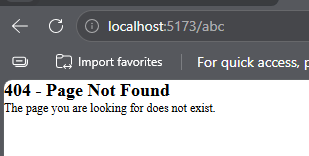 localhost:5173/abc
Import favorites
For quick access, p
404 - Page Not Found
The page you are looking for does not exist.